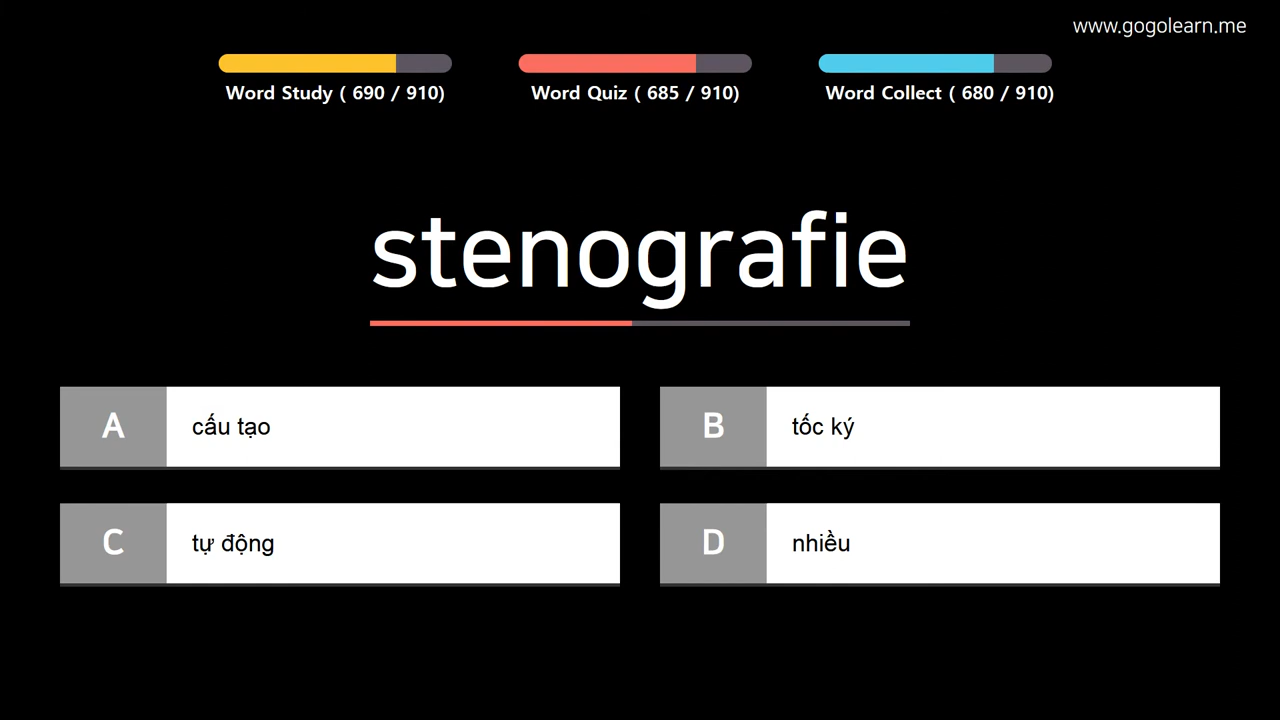 www.gogolearn.me
Word Study ( 690 / 910)
Word Quiz ( 685 / 910)
Word Collect ( 680 / 910)
stenografie
A
cấu tạo
B
tốc ký
C
tự động
D
nhiều